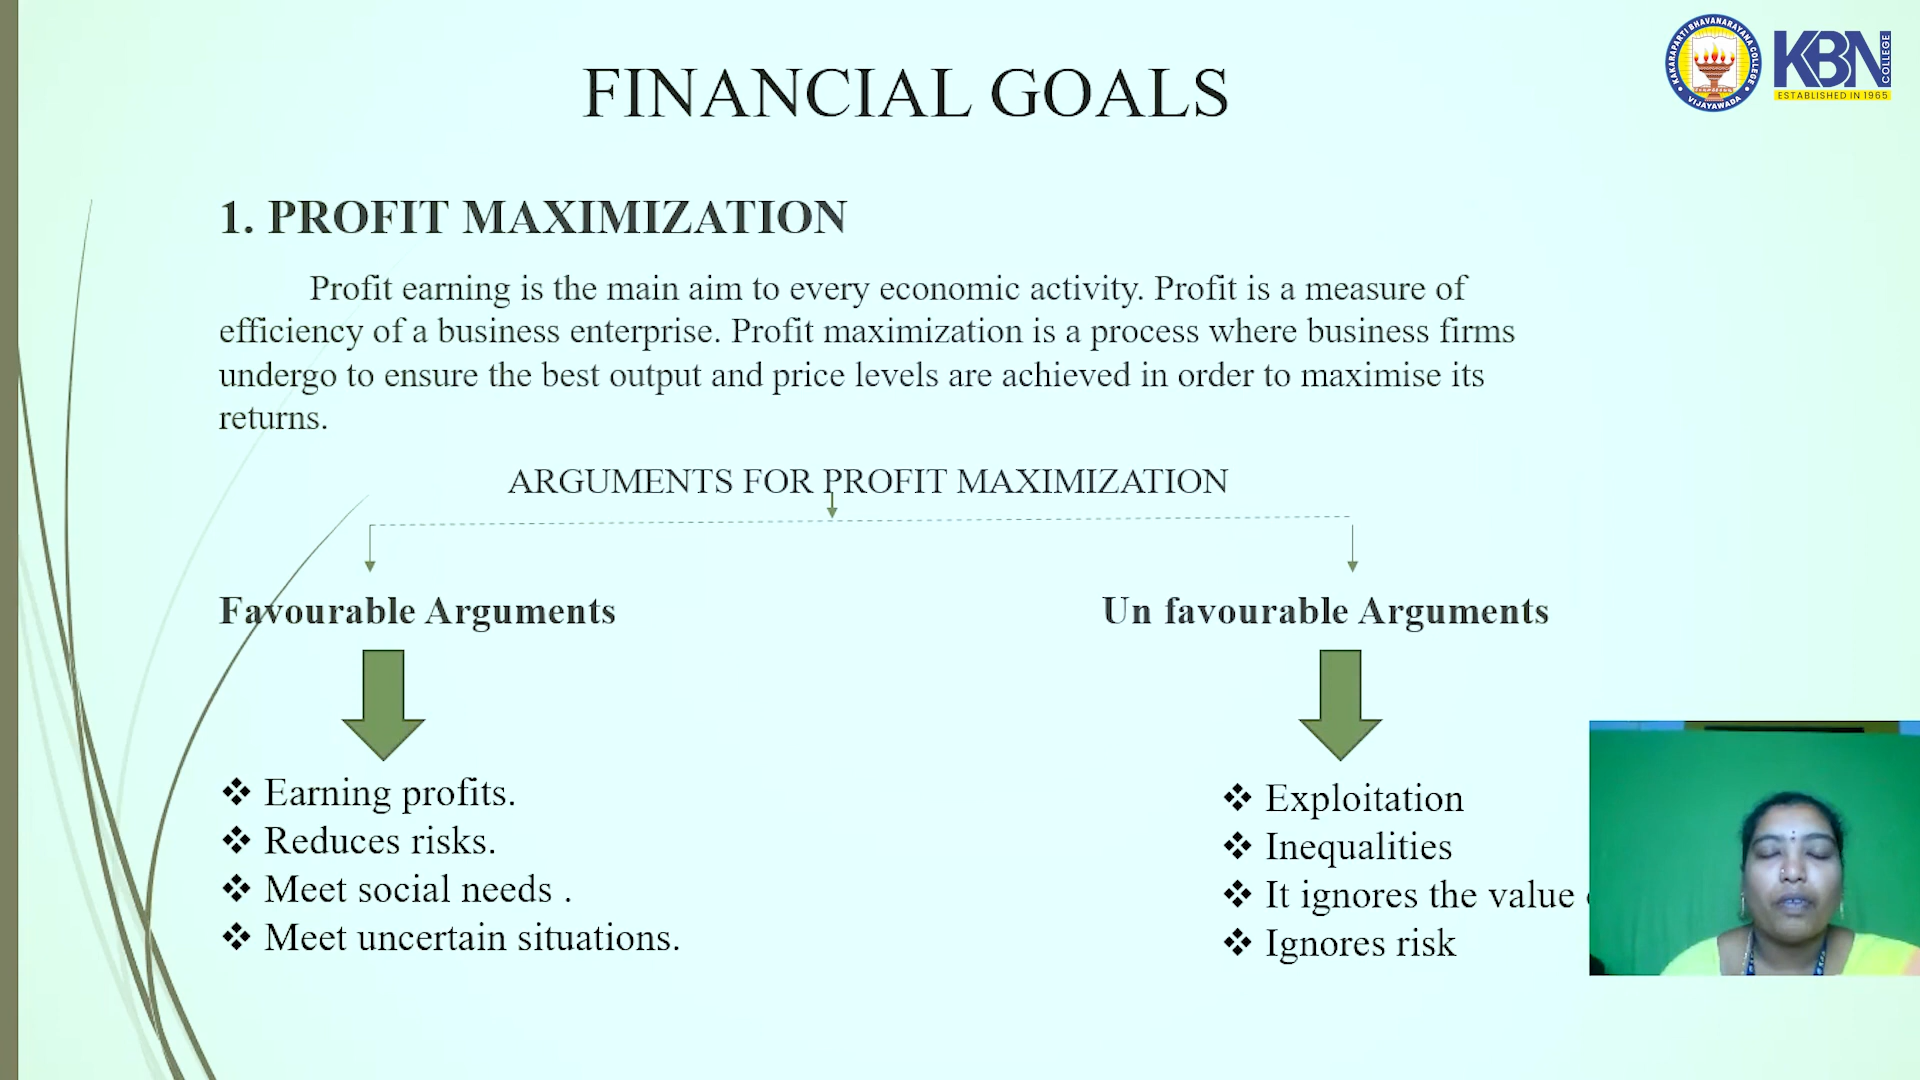 KAKARAPARTI BHAVANARAYANA COLLEGE
VIJAYAWADA
KBN
COLLEGE
ESTABLISHED IN 1965
FINANCIAL GOALS
1. PROFIT MAXIMIZATION
Profit earning is the main aim to every economic activity. Profit is a measure of
efficiency of a business enterprise. Profit maximization is a process where business firms
undergo to ensure the best output and price levels are achieved in order to maximise its
returns.
ARGUMENTS FOR PROFIT MAXIMIZATION
Favourable Arguments
❖ Earning profits.
❖ Reduces risks.
❖ Meet social needs .
❖ Meet uncertain situations.
Un favourable Arguments
❖ Exploitation
❖ Inequalities
❖ It ignores the value
❖ Ignores risk